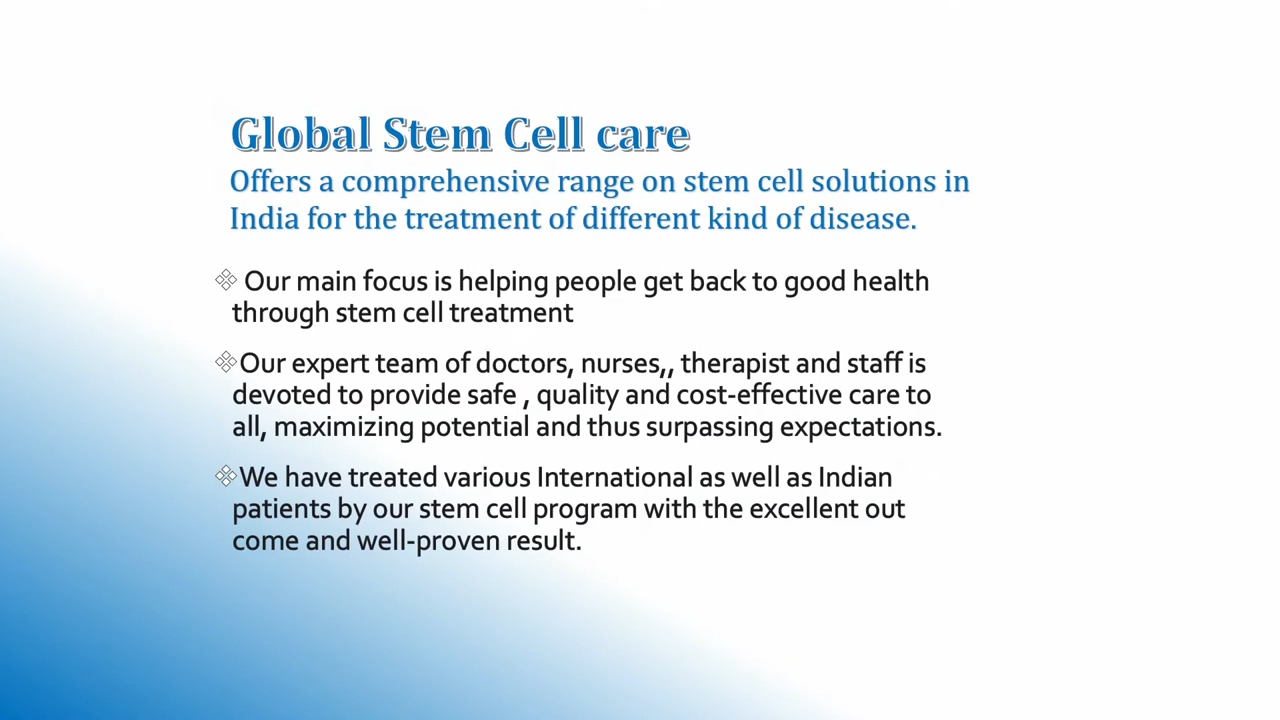 Global Stem Cell care
Offers a comprehensive range on stem cell solutions in
India for the treatment of different kind of disease.
❖ Our main focus is helping people get back to good health
through stem cell treatment
❖Our expert team of doctors, nurses,, therapist and staff is
devoted to provide safe , quality and cost-effective care to
all, maximizing potential and thus surpassing expectations.
❖We have treated various International as well as Indian
patients by our stem cell program with the excellent out
come and well-proven result.